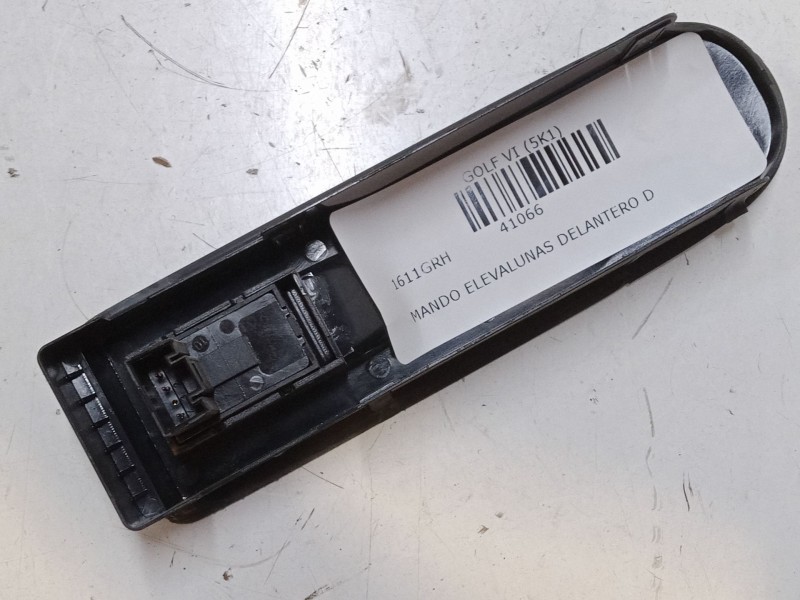 GOLF VI (5K1)
41066
1611GRH
MANDO ELEVALUNAS DELANTERO D